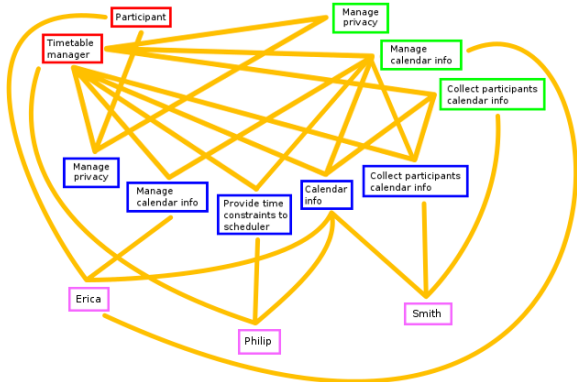 Participant
Manage
privacy
Timetable
manager
Manage
calendar info
Collect participants
calendar info
Manage
privacy
Manage
calendar info
Provide time
constraints to
scheduler
Calendar
info
Collect participants
calendar info
Erica
Philip
Smith